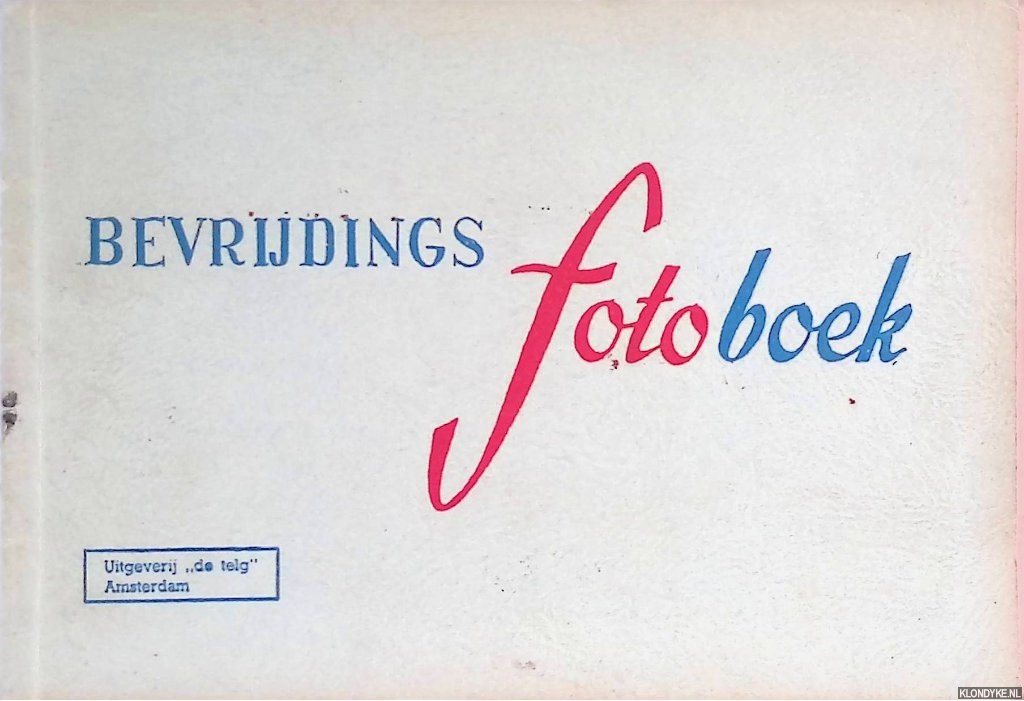 BEVRIJDINGS
fotoboek
Uitgeverij „de telg"
Amsterdam
KLONDYKE.NL